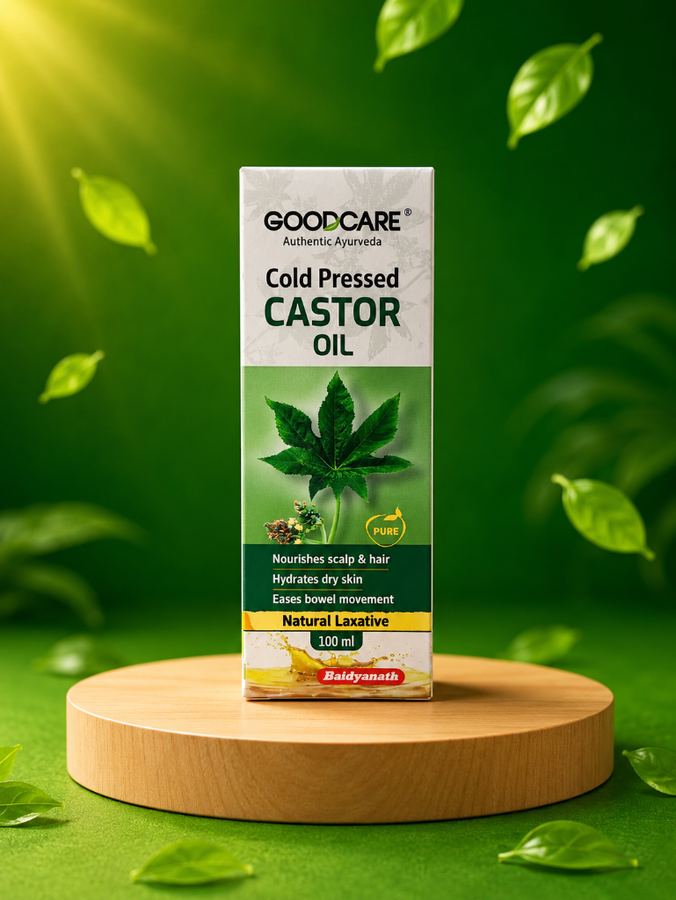 GOODCARE®
Authentic Ayurveda
Cold Pressed
CASTOR
OIL
PURE
Nourishes scalp & hair
Hydrates dry skin
Eases bowel movement
Natural Laxative
100 ml
Baidyanath